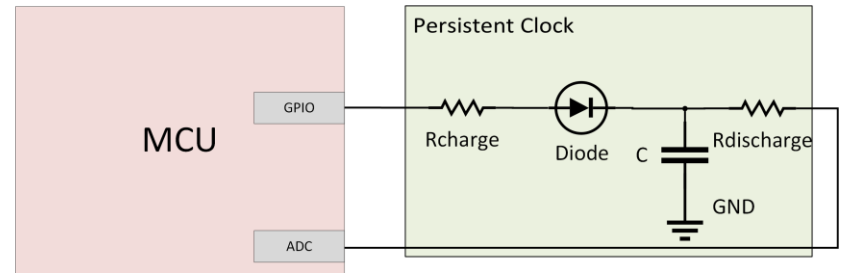 Persistent Clock
GPIO
MCU
Rcharge
Diode
C
Rdischarge
GND
ADC